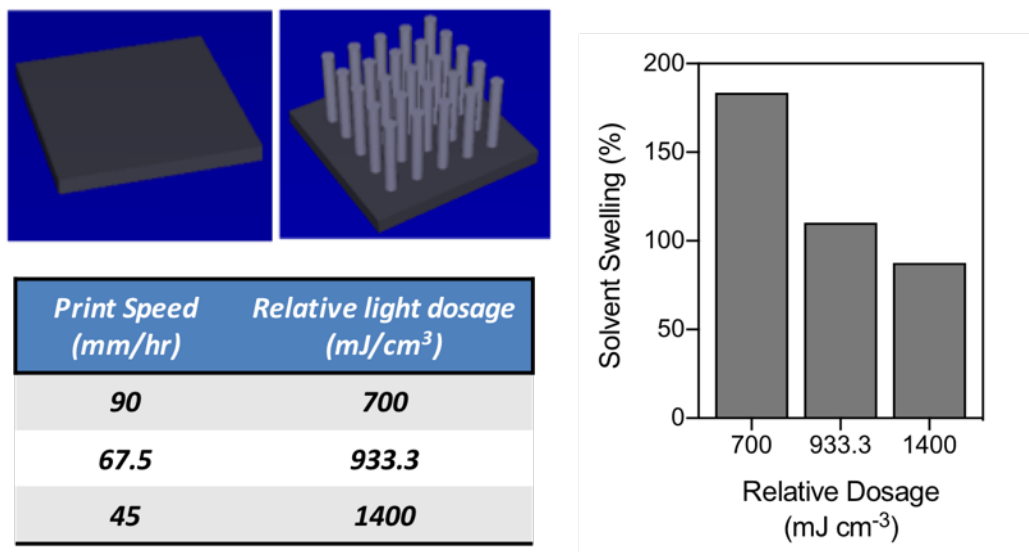 Print Speed Relative light dosage
(mm/hr) (mJ/cm³)
90 700
67.5 933.3
45 1400
Solvent Swelling (%)
200
150
100
50
0
700 933.3 1400
Relative Dosage
(mJ cm⁻³)